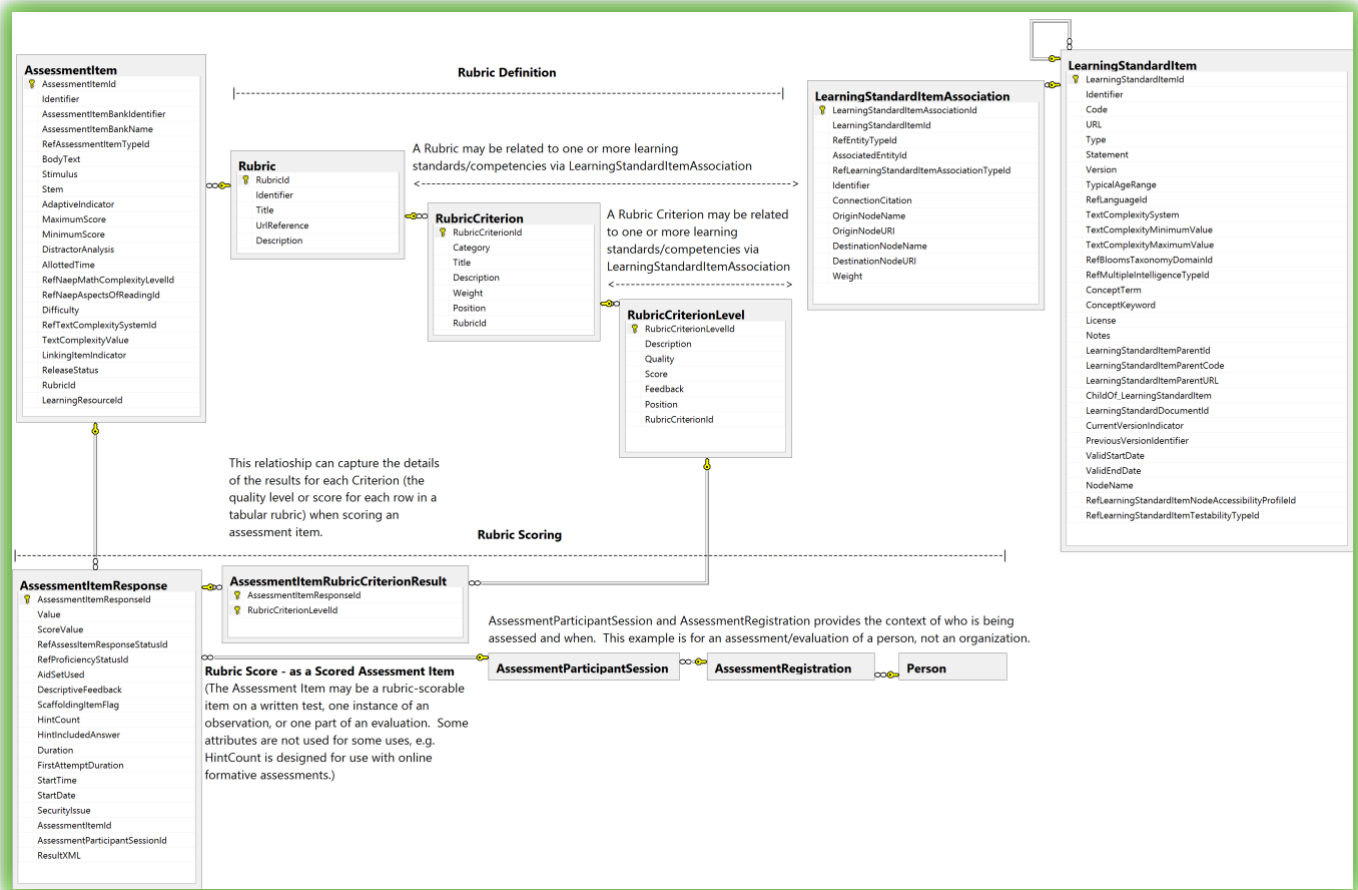 AssessmentItem
AssessmentItemId
Identifier
AssessmentItemBankIdentifier
AssessmentItemBankName
RefAssessmentItemTypeId
BodyText
Stimulus
Stem
AdaptiveIndicator
MaximumScore
MinimumScore
DistractorAnalysis
AllottedTime
RefNaepMathComplexityLevelId
RefNaepAspectsOfReadingId
Difficulty
RefTextComplexitySystemId
TextComplexityValue
LinkingItemIndicator
ReleaseStatus
RubricId
LearningResourceId
Rubric Definition
Rubric
RubricId
Identifier
Title
UrlReference
Description
A Rubric may be related to one or more learning
standards/competencies via LearningStandardItemAssociation
RubricCriterion
RubricCriterionId
Category
Title
Description
Weight
Position
RubricId
A Rubric Criterion may be related
to one or more learning
standards/competencies via
LearningStandardItemAssociation
RubricCriterionLevel
RubricCriterionLevelId
Description
Quality
Score
Feedback
Position
RubricCriterionId
LearningStandardItemAssociation
LearningStandardItemAssociationId
LearningStandardItemId
RefEntityTypeId
AssociatedEntityId
RefLearningStandardItemAssociationTypeId
Identifier
ConnectionCitation
OriginNodeName
OriginNodeURI
DestinationNodeName
DestinationNodeURI
Weight
LearningStandardItem
LearningStandardItemId
Identifier
Code
URL
Type
Statement
Version
TypicalAgeRange
RefLanguageId
TextComplexitySystem
TextComplexityMinimumValue
TextComplexityMaximumValue
RefBloomsTaxonomyDomainId
RefMultipleIntelligenceTypeId
ConceptTerm
ConceptKeyword
License
Notes
LearningStandardItemParentId
LearningStandardItemParentCode
LearningStandardItemParentURL
ChildOf_LearningStandardItem
LearningStandardDocumentId
CurrentVersionIndicator
PreviousVersionIdentifier
ValidStartDate
ValidEndDate
NodeName
RefLearningStandardItemNodeAccessibilityProfileId
RefLearningStandardItemTestabilityTypeId
This relatioship can capture the details
of the results for each Criterion (the
quality level or score for each row in a
tabular rubric) when scoring an
assessment item.
Rubric Scoring
AssessmentItemResponse
AssessmentItemResponseId
Value
ScoreValue
RefAssessItemResponseStatusId
RefProficiencyStatusId
AidSetUsed
DescriptiveFeedback
ScaffoldingItemFlag
HintCount
HintIncludedAnswer
Duration
FirstAttemptDuration
StartTime
StartDate
SecurityIssue
AssessmentItemId
AssessmentParticipantSessionId
ResultXML
AssessmentItemRubricCriterionResult
AssessmentItemResponseId
RubricCriterionLevelId
AssessmentParticipantSession and AssessmentRegistration provides the context of who is being
assessed and when. This example is for an assessment/evaluation of a person, not an organization.
AssessmentParticipantSession
AssessmentRegistration
Person
Rubric Score - as a Scored Assessment Item
(The Assessment Item may be a rubric-scorable
item on a written test, one instance of an
observation, or one part of an evaluation. Some
attributes are not used for some uses, e.g.
HintCount is designed for use with online
formative assessments.)